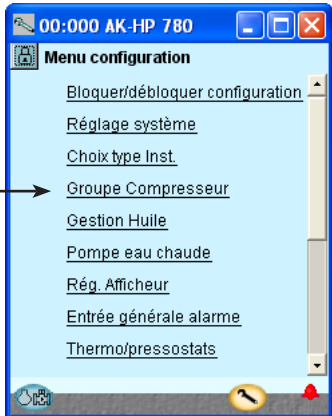 00:000 AK-HP 780
Menu configuration
Bloquer/débloquer configuration
Réglage système
Choix type Inst.
Groupe Compresseur
Gestion Huile
Pompe eau chaude
Rég. Afficheur
Entrée générale alarme
Thermo/pressostats